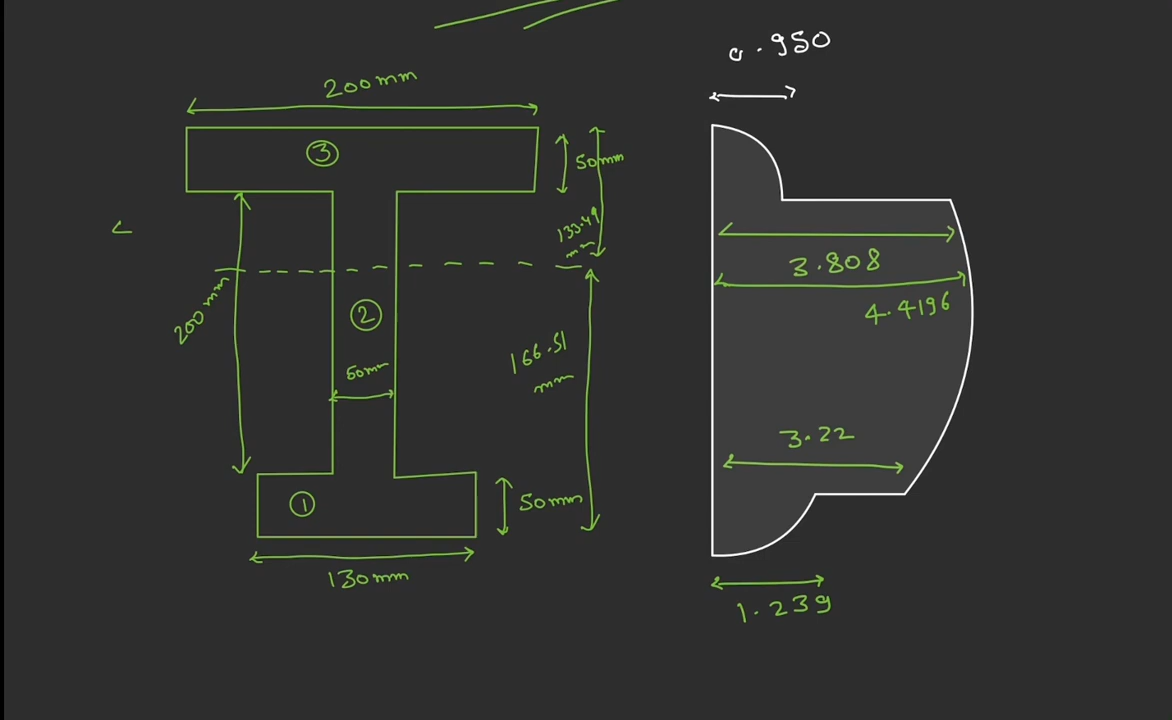 0.950
200mm
③
50mm
133.49
mm
<
3.808
4.4196
200mm
②
166.51
mm
50mm
3.22
①
50mm
130mm
1.239